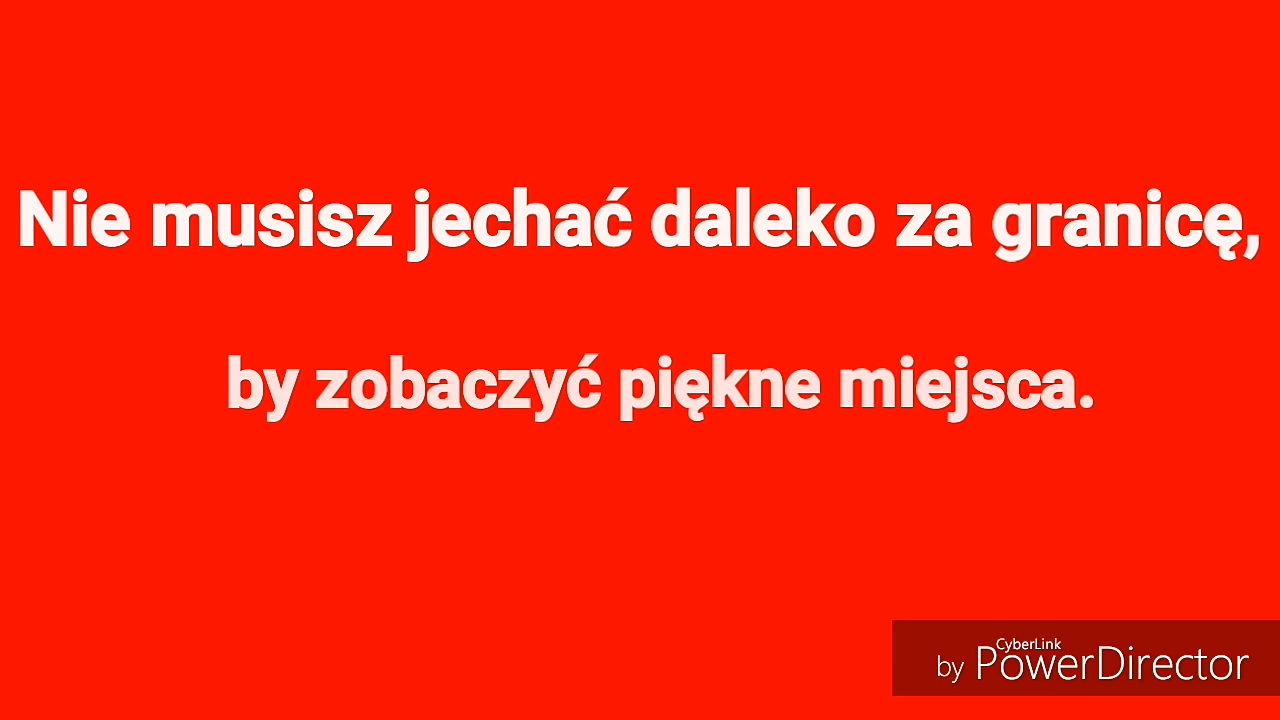 Nie musisz jechać daleko za granicę,
by zobaczyć piękne miejsca.
CyberLink
by PowerDirector